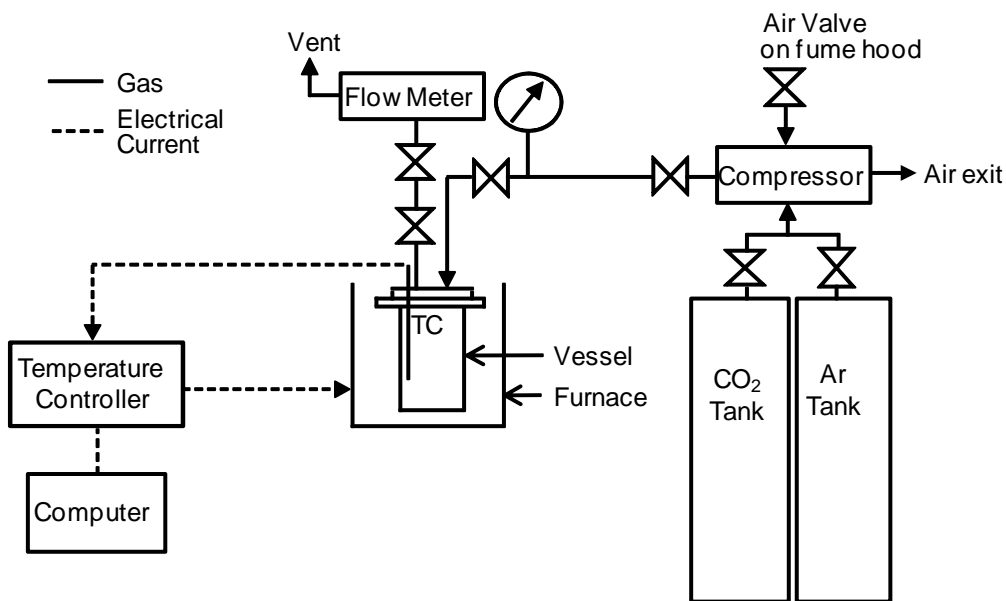 Air Valve
on fume hood
Vent
Gas
Electrical
Current
Flow Meter
Compressor
Air exit
TC
Temperature
Controller
Vessel
Furnace
CO₂
Tank
Ar
Tank
Computer